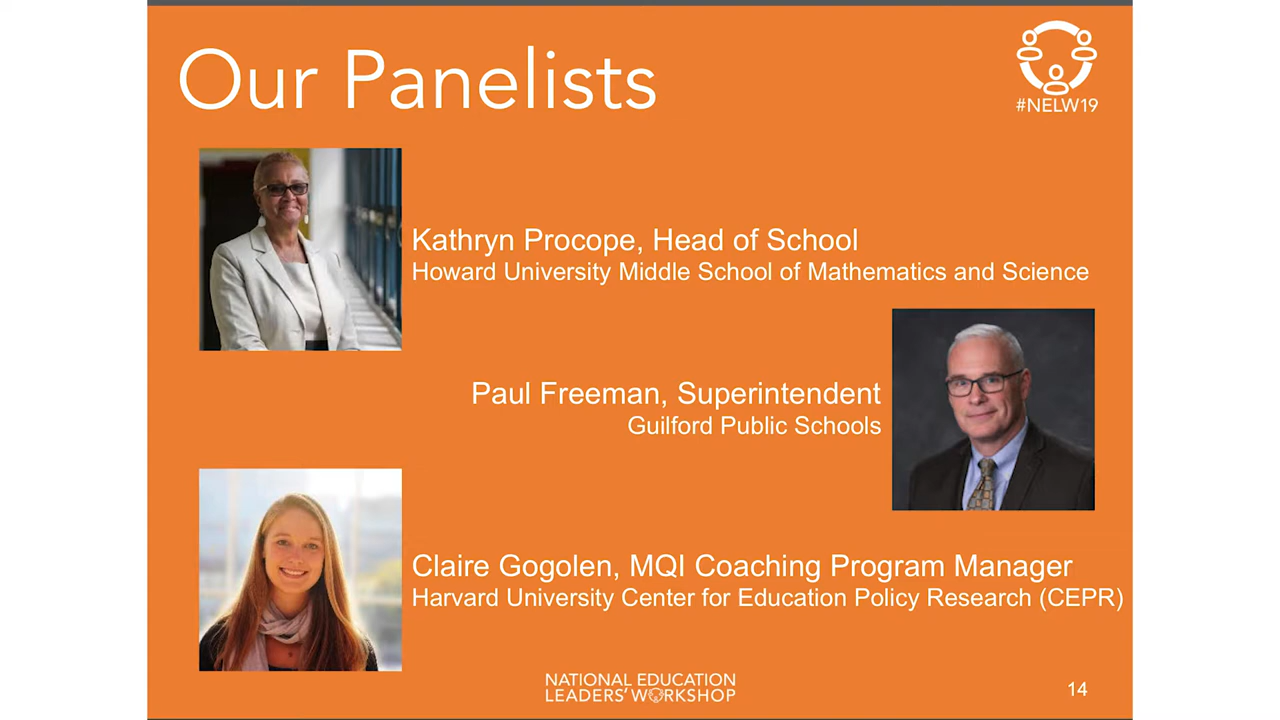 Our Panelists
#NELW19
Kathryn Procope, Head of School
Howard University Middle School of Mathematics and Science
Paul Freeman, Superintendent
Guilford Public Schools
Claire Gogolen, MQI Coaching Program Manager
Harvard University Center for Education Policy Research (CEPR)
NATIONAL EDUCATION
LEADERS' WORKSHOP
14